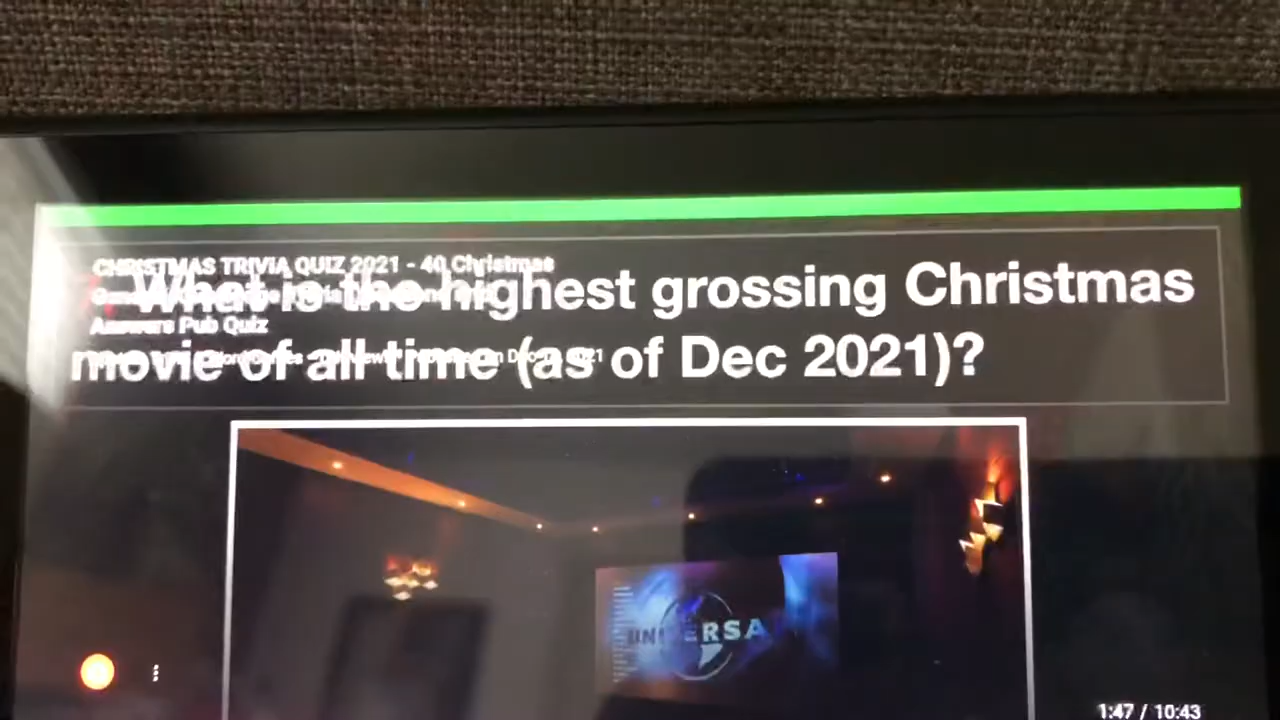 CHRISTMAS TRIVIA QUIZ 2021 - 40 Christmas
What is the highest grossing Christmas
Answers Pub Quiz
movie of all time (as of Dec 2021)?
UNIVERSA
1:47 / 10:43